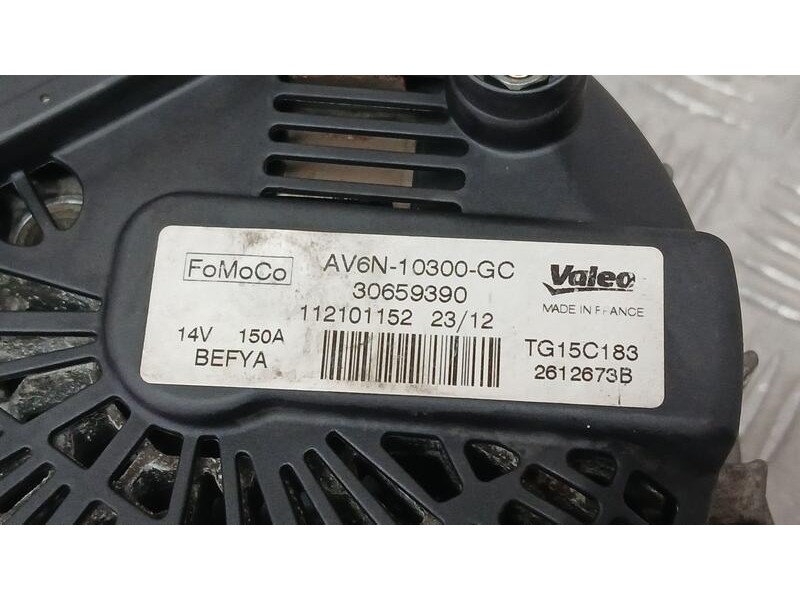 FoMoCo
AV6N-10300-GC
30659390
112101152 23/12
14V 150A
BEFYA
Valeo
MADE IN FRANCE
TG15C183
2612673B